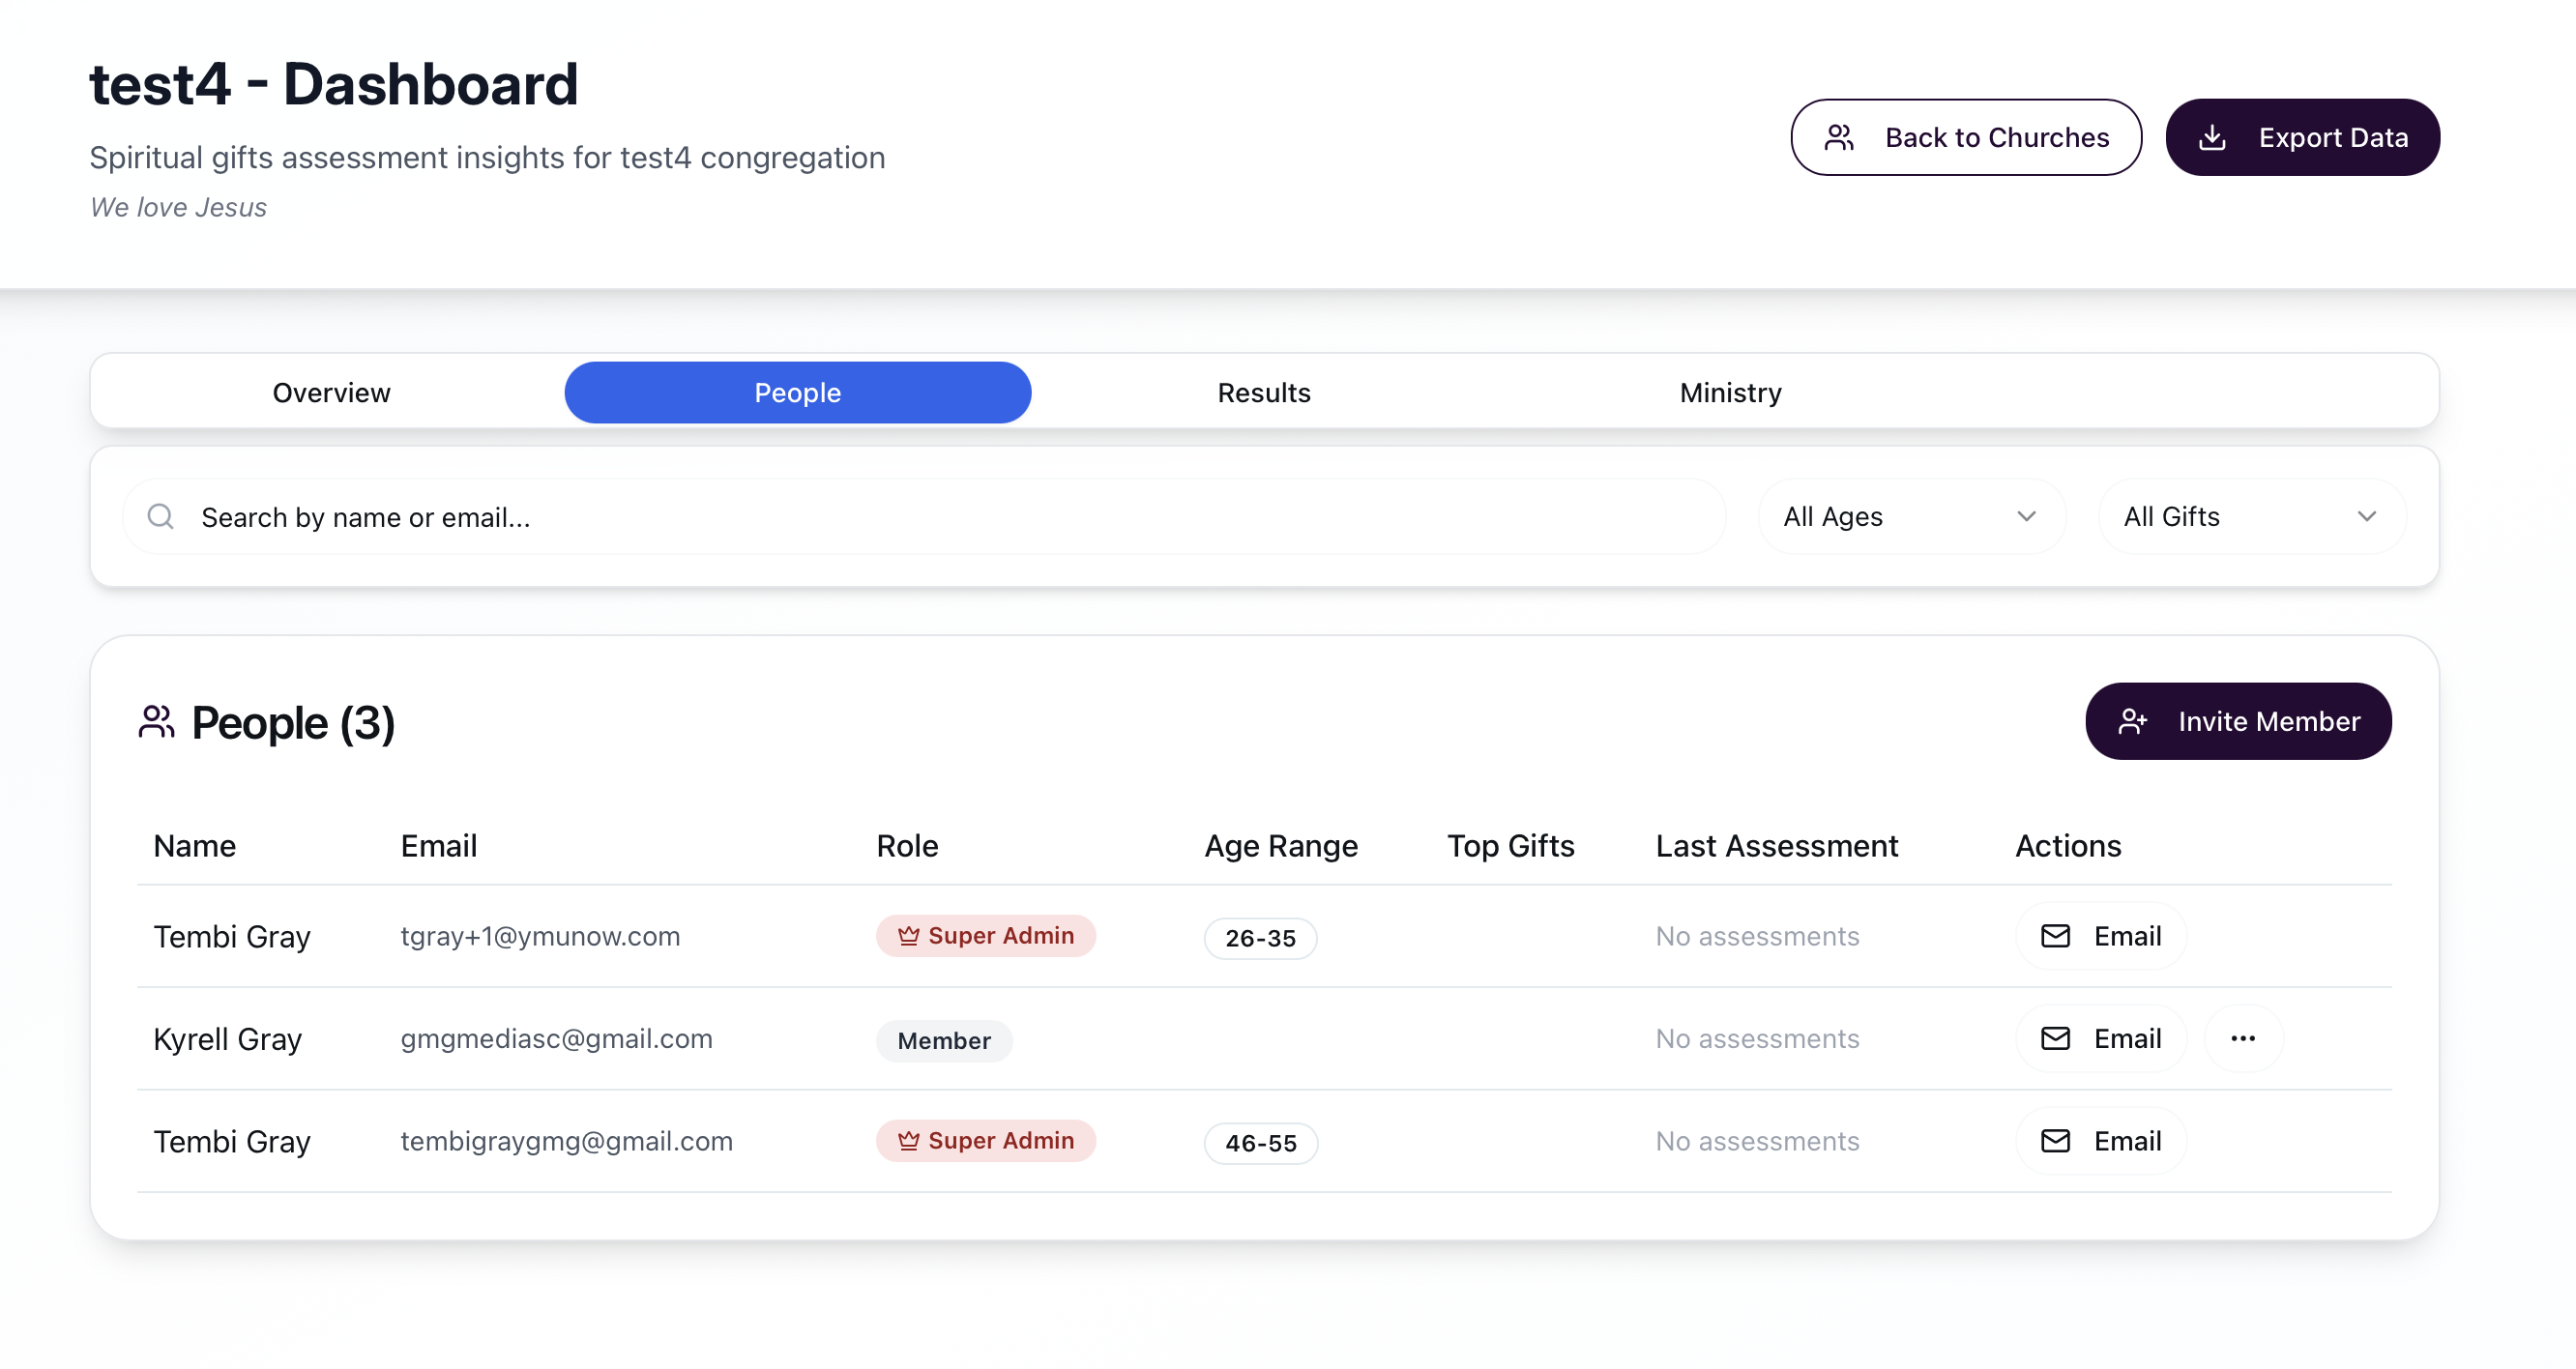 test4 - Dashboard
Spiritual gifts assessment insights for test4 congregation
We love Jesus
Back to Churches
Export Data
Overview
People
Results
Ministry
Search by name or email...
All Ages
All Gifts
People (3)
Invite Member
Name Email Role Age Range Top Gifts Last Assessment Actions
Tembi Gray tgray+1@ymunow.com Super Admin 26-35 No assessments Email
Kyrell Gray gmgmediasc@gmail.com Member No assessments Email ...
Tembi Gray tembigraygmg@gmail.com Super Admin 46-55 No assessments Email